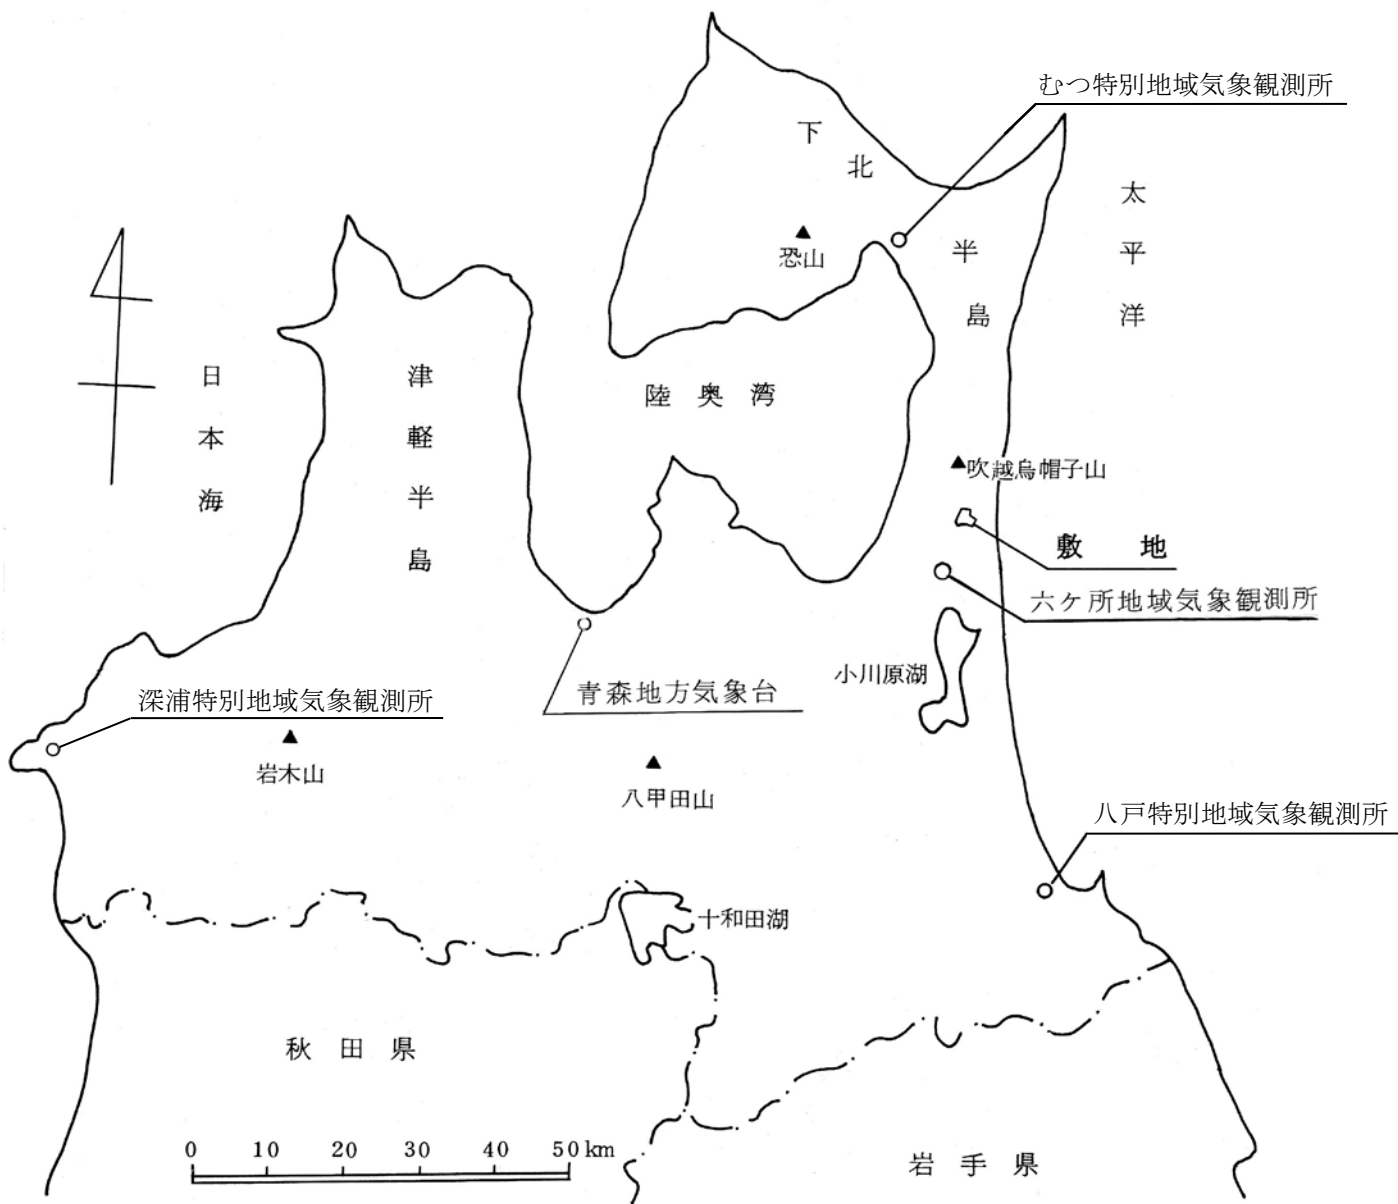 むつ特別地域気象観測所
下北半島
太平洋
恐山
日本海
津軽半島
陸奥湾
吹越烏帽子山
敷地
六ケ所地域気象観測所
小川原湖
青森地方気象台
深浦特別地域気象観測所
岩木山
八甲田山
八戸特別地域気象観測所
十和田湖
秋田県
岩手県
0 10 20 30 40 50 km